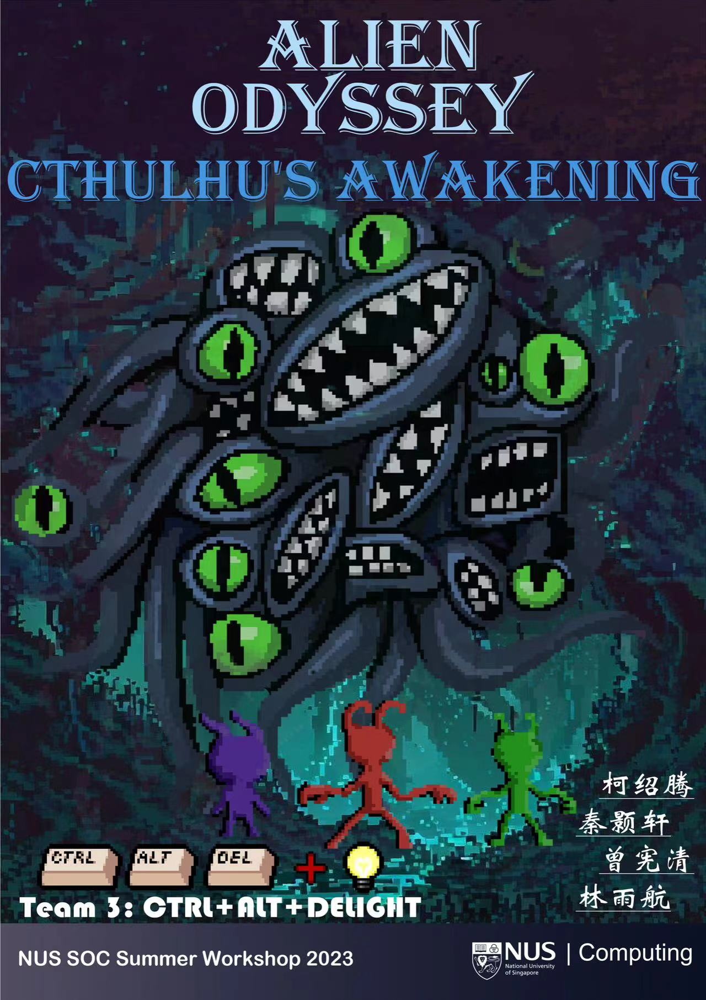 ALIEN
ODYSSEY
CTHULHU'S AWAKENING
柯绍腾
秦颢轩
曾宪清
林雨航
CTRL ALT DEL +
Team 3: CTRL+ALT+DELIGHT
NUS SOC Summer Workshop 2023
NUS | Computing
National University
of Singapore